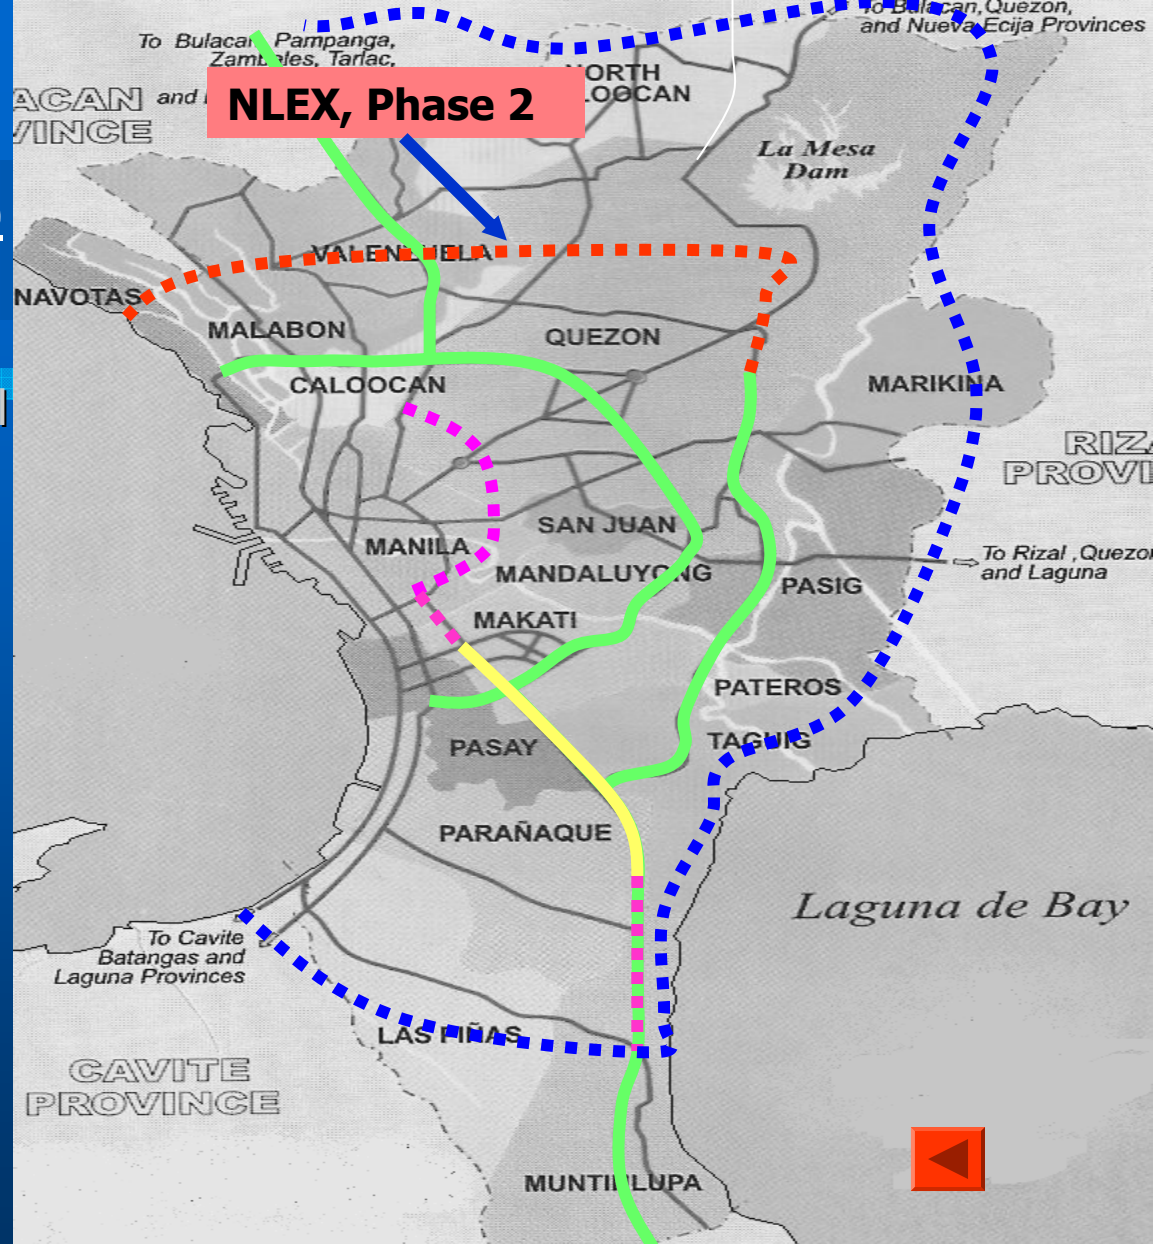 To Bulacan, Quezon,
and Nueva Ecija Provinces
To Bulacan, Pampanga,
Zambales, Tarlac,
and
NORTH
CALOOCAN
NLEX, Phase 2
La Mesa
Dam
VALENZUELA
NAVOTAS
MALABON
QUEZON
CALOOCAN
MARIKINA
SAN JUAN
MANILA
To Rizal ,Quezon
and Laguna
MANDALUYONG
PASIG
MAKATI
PATEROS
TAGUIG
PASAY
PARAÑAQUE
Laguna de Bay
To Cavite
Batangas and
Laguna Provinces
LAS PIÑAS
CAVITE
PROVINCE
MUNTINLUPA